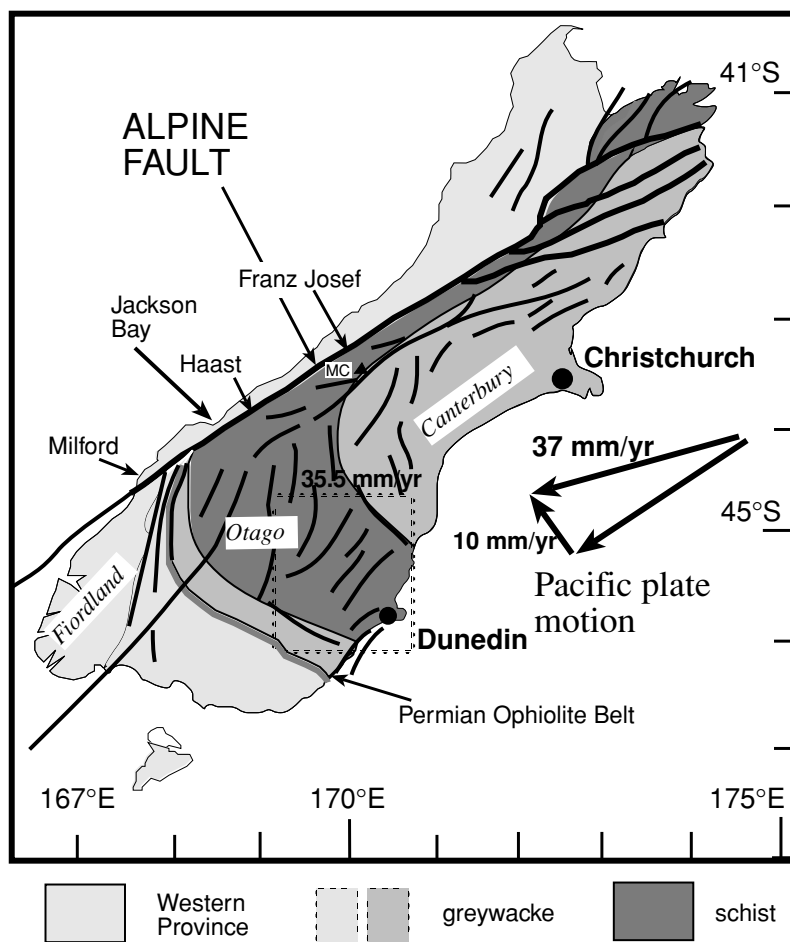 41°S
ALPINE
FAULT
Franz Josef
Jackson
Bay
Haast
MC
Christchurch
Canterbury
Milford
37 mm/yr
35.5 mm/yr
45°S
Otago
10 mm/yr
Pacific plate
motion
Fiordland
Dunedin
Permian Ophiolite Belt
167°E
170°E
175°E
Western
Province
greywacke
schist